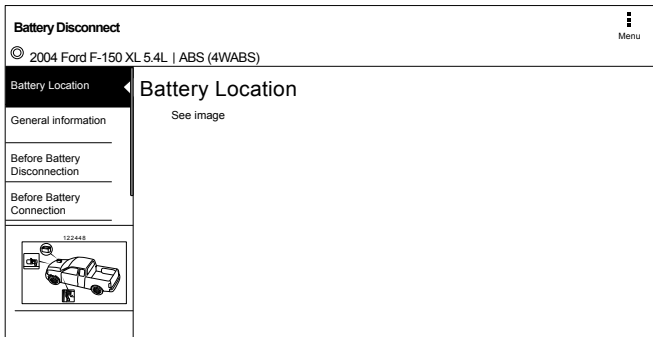 Battery Disconnect
Menu
2004 Ford F-150 XL 5.4L | ABS (4WABS)
Battery Location
General information
Before Battery
Disconnection
Before Battery
Connection
122448
Battery Location
See image